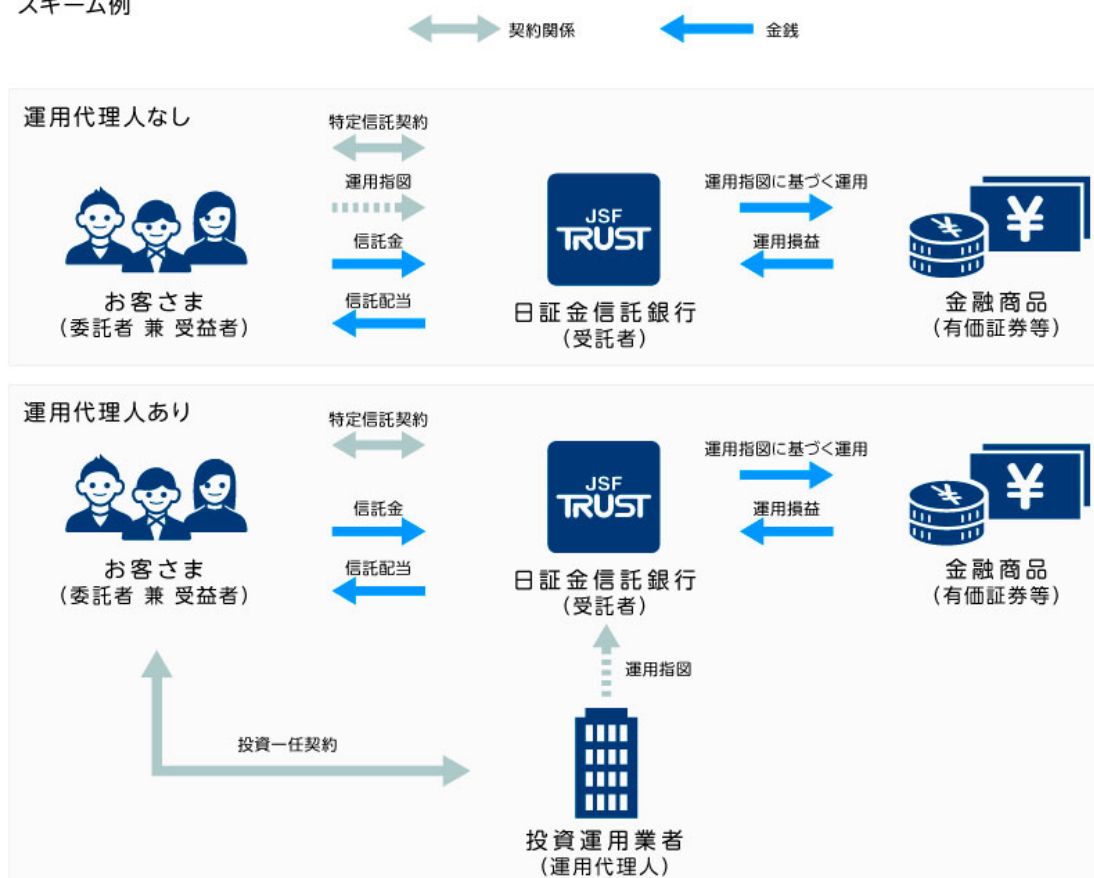 スキーム例
契約関係
金銭
運用代理人なし
特定信託契約
運用指図
信託金
信託配当
お客さま
（委託者 兼 受益者）
JSF
TRUST
日証金信託銀行
（受託者）
運用指図に基づく運用
運用損益
¥
¥
金融商品
（有価証券等）
運用代理人あり
特定信託契約
信託金
信託配当
お客さま
（委託者 兼 受益者）
JSF
TRUST
日証金信託銀行
（受託者）
運用指図に基づく運用
運用損益
¥
¥
金融商品
（有価証券等）
運用指図
投資一任契約
投資運用業者
（運用代理人）